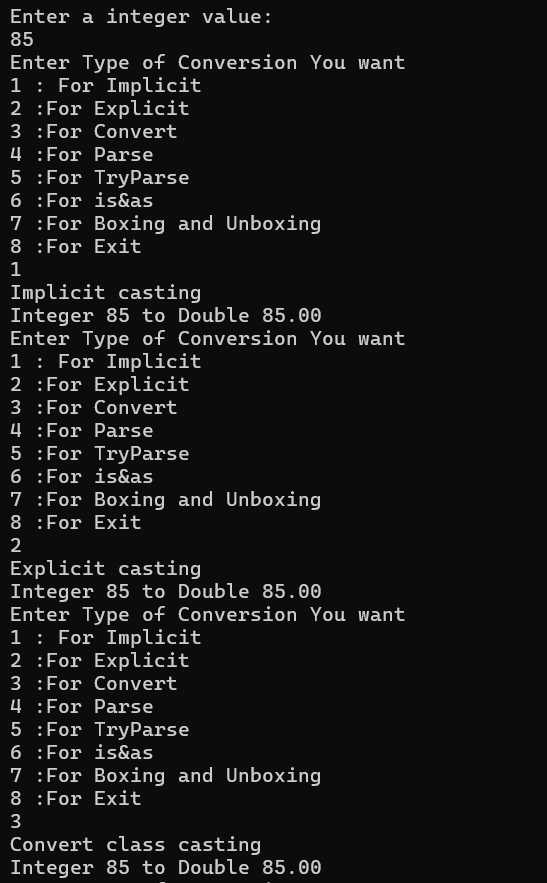 Enter a integer value:
85
Enter Type of Conversion You want
1 : For Implicit
2 :For Explicit
3 :For Convert
4 :For Parse
5 :For TryParse
6 :For is&as
7 :For Boxing and Unboxing
8 :For Exit
1
Implicit casting
Integer 85 to Double 85.00
Enter Type of Conversion You want
1 : For Implicit
2 :For Explicit
3 :For Convert
4 :For Parse
5 :For TryParse
6 :For is&as
7 :For Boxing and Unboxing
8 :For Exit
2
Explicit casting
Integer 85 to Double 85.00
Enter Type of Conversion You want
1 : For Implicit
2 :For Explicit
3 :For Convert
4 :For Parse
5 :For TryParse
6 :For is&as
7 :For Boxing and Unboxing
8 :For Exit
3
Convert class casting
Integer 85 to Double 85.00